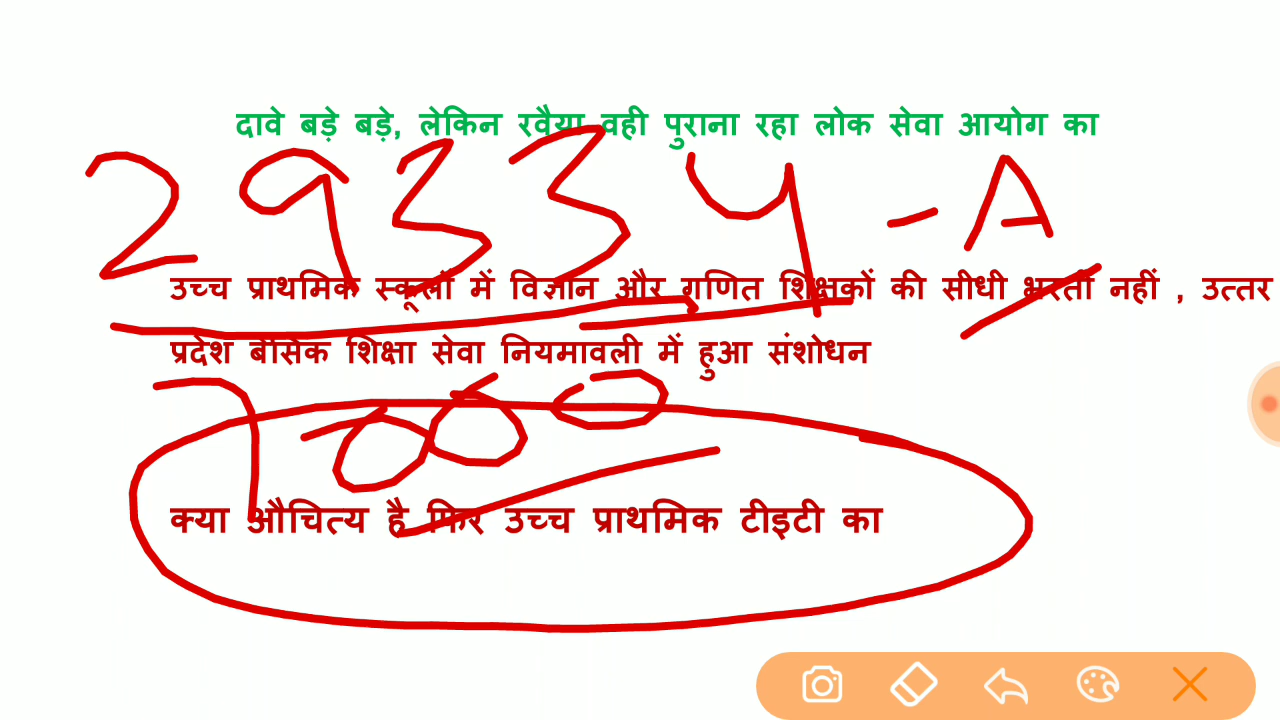 दावे बड़े बड़े, लेकिन रवैया वही पुराना रहा लोक सेवा आयोग का
29334-A
उच्च प्राथमिक स्कूलों में विज्ञान और गणित शिक्षकों की सीधी भरती नहीं , उत्तर
प्रदेश बेसिक शिक्षा सेवा नियमावली में हुआ संशोधन
7000
क्या औचित्य है फिर उच्च प्राथमिक टीइटी का